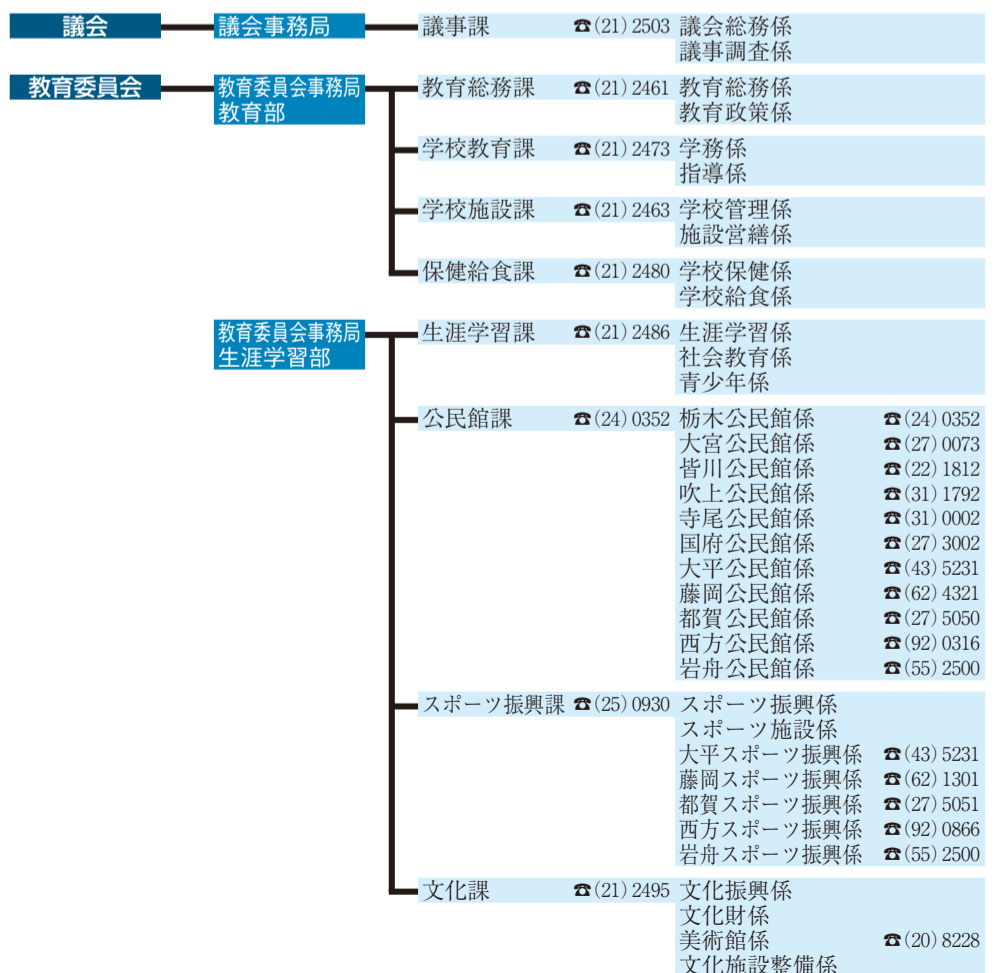 議会 議会事務局 議事課 ☎(21)2503 議会総務係
議事調査係
教育委員会 教育委員会事務局 教育総務課 ☎(21)2461 教育総務係
教育部 教育政策係
学校教育課 ☎(21)2473 学務係
指導係
学校施設課 ☎(21)2463 学校管理係
施設営繕係
保健給食課 ☎(21)2480 学校保健係
学校給食係
教育委員会事務局 生涯学習課 ☎(21)2486 生涯学習係
生涯学習部 社会教育係
青少年係
公民館課 ☎(24)0352 栃木公民館係 ☎(24)0352
大宮公民館係 ☎(27)0073
皆川公民館係 ☎(22)1812
吹上公民館係 ☎(31)1792
寺尾公民館係 ☎(31)0002
国府公民館係 ☎(27)3002
大平公民館係 ☎(43)5231
藤岡公民館係 ☎(62)4321
都賀公民館係 ☎(27)5050
西方公民館係 ☎(92)0316
岩舟公民館係 ☎(55)2500
スポーツ振興課 ☎(25)0930 スポーツ振興係
スポーツ施設係
大平スポーツ振興係 ☎(43)5231
藤岡スポーツ振興係 ☎(62)1301
都賀スポーツ振興係 ☎(27)5051
西方スポーツ振興係 ☎(92)0866
岩舟スポーツ振興係 ☎(55)2500
文化課 ☎(21)2495 文化振興係
文化財係
美術館係 ☎(20)8228
文化施設整備係